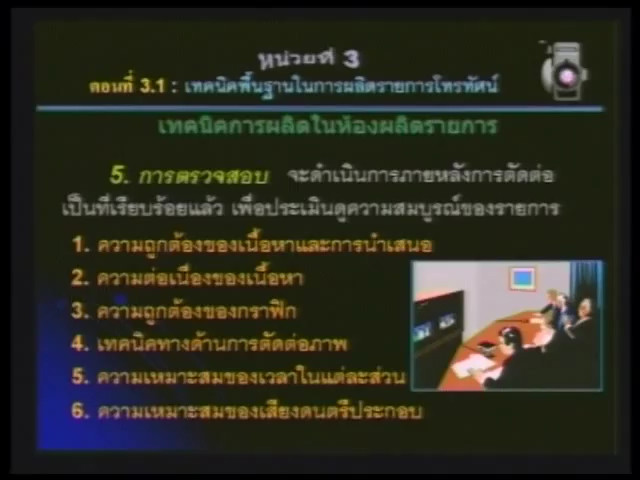 หน่วยที่ 3
ตอนที่ 3.1 : เทคนิคพื้นฐานในการผลิตรายการโทรทัศน์
เทคนิคการผลิตในห้องผลิตรายการ
5. การตรวจสอบ จะดำเนินการภายหลังการตัดต่อ
เป็นที่เรียบร้อยแล้ว เพื่อประเมินดูความสมบูรณ์ของรายการ
1. ความถูกต้องของเนื้อหาและการนำเสนอ
2. ความต่อเนื่องของเนื้อหา
3. ความถูกต้องของกราฟิก
4. เทคนิคทางด้านการตัดต่อภาพ
5. ความเหมาะสมของเวลาในแต่ละส่วน
6. ความเหมาะสมของเสียงดนตรีประกอบ